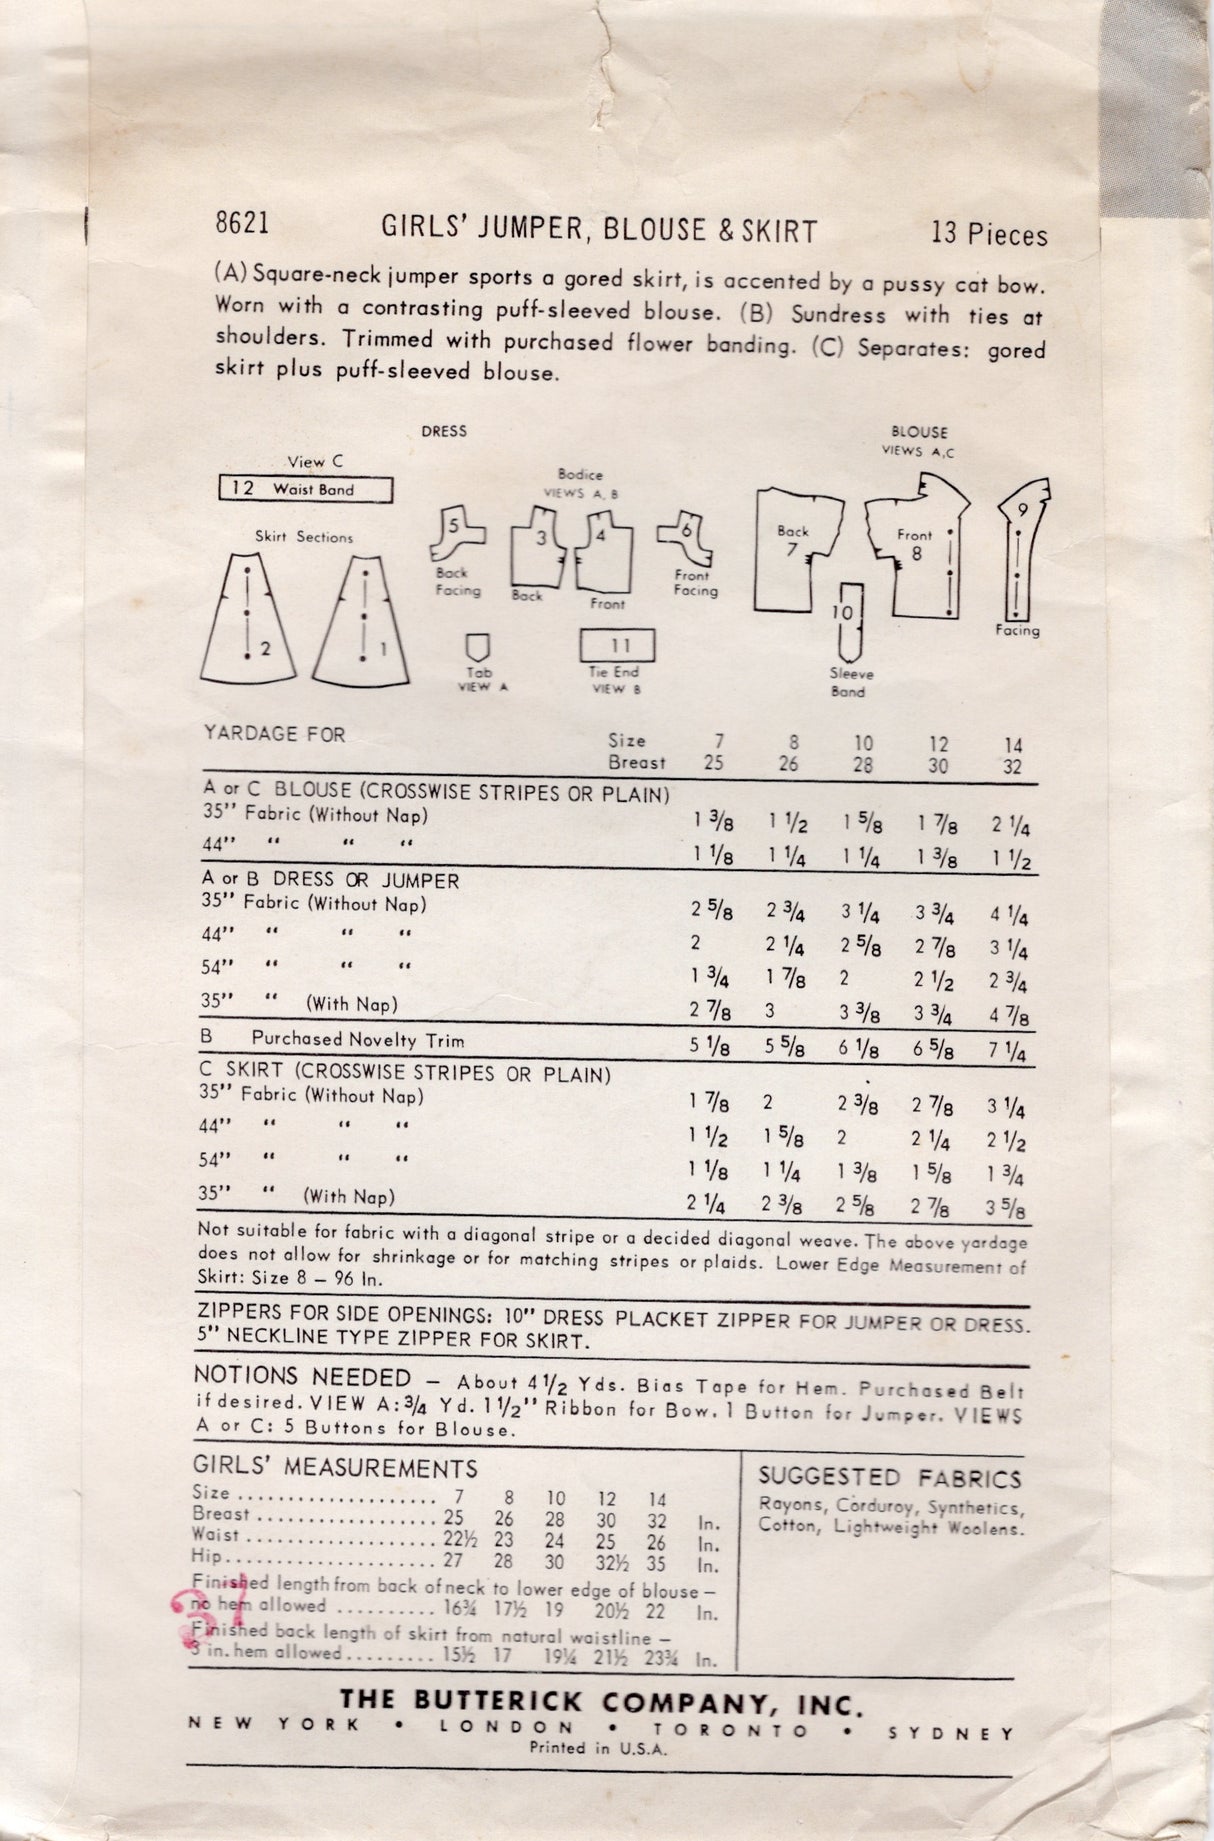 8621 GIRLS' JUMPER, BLOUSE & SKIRT 13 Pieces
(A) Square-neck jumper sports a gored skirt, is accented by a pussy cat bow.
Worn with a contrasting puff-sleeved blouse. (B) Sundress with ties at
shoulders. Trimmed with purchased flower banding. (C) Separates: gored
skirt plus puff-sleeved blouse.
DRESS
BLOUSE
VIEWS A,C
View C
12 Waist Band
Bodice
VIEWS A, B
Skirt Sections
5
Back
Facing
3
Back
4
Front
6
Front
Facing
Back
7
Front
8
9
Facing
2
1
Tab
VIEW A
11
Tie End
VIEW B
10
Sleeve
Band
YARDAGE FOR
Size 7 8 10 12 14
Breast 25 26 28 30 32
A or C BLOUSE (CROSSWISE STRIPES OR PLAIN)
35" Fabric (Without Nap) 1 3/8 1 1/2 1 5/8 1 7/8 2 1/4
44" " " " 1 1/8 1 1/4 1 1/4 1 3/8 1 1/2
A or B DRESS OR JUMPER
35" Fabric (Without Nap) 2 5/8 2 3/4 3 1/4 3 3/4 4 1/4
44" " " " 2 2 1/4 2 5/8 2 7/8 3 1/4
54" " " " 1 3/4 1 7/8 2 2 1/2 2 3/4
35" " (With Nap) 2 7/8 3 3 3/8 3 3/4 4 7/8
B Purchased Novelty Trim 5 1/8 5 5/8 6 1/8 6 5/8 7 1/4
C SKIRT (CROSSWISE STRIPES OR PLAIN)
35" Fabric (Without Nap) 1 7/8 2 2 3/8 2 7/8 3 1/4
44" " " " 1 1/2 1 5/8 2 2 1/4 2 1/2
54" " " " 1 1/8 1 1/4 1 3/8 1 5/8 1 3/4
35" " (With Nap) 2 1/4 2 3/8 2 5/8 2 7/8 3 5/8
Not suitable for fabric with a diagonal stripe or a decided diagonal weave. The above yardage
does not allow for shrinkage or for matching stripes or plaids. Lower Edge Measurement of
Skirt: Size 8 – 96 In.
ZIPPERS FOR SIDE OPENINGS: 10" DRESS PLACKET ZIPPER FOR JUMPER OR DRESS.
5" NECKLINE TYPE ZIPPER FOR SKIRT.
NOTIONS NEEDED – About 4 1/2 Yds. Bias Tape for Hem. Purchased Belt
if desired. VIEW A: 3/4 Yd. 1 1/2" Ribbon for Bow. 1 Button for Jumper. VIEWS
A or C: 5 Buttons for Blouse.
GIRLS' MEASUREMENTS
Size .................... 7 8 10 12 14
Breast .................. 25 26 28 30 32 In.
Waist ................... 22½ 23 24 25 26 In.
Hip..................... 27 28 30 32½ 35 In.
Finished length from back of neck to lower edge of blouse –
no hem allowed .......... 16¾ 17½ 19 20½ 22 In.
Finished back length of skirt from natural waistline –
3 in. hem allowed......... 15½ 17 19¼ 21½ 23¾ In.
37
SUGGESTED FABRICS
Rayons, Corduroy, Synthetics,
Cotton, Lightweight Woolens.
THE BUTTERICK COMPANY, INC.
NEW YORK • LONDON • TORONTO • SYDNEY
Printed in U.S.A.